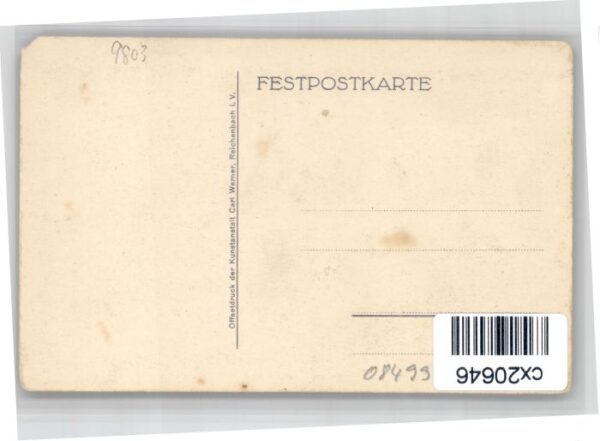 9803
FESTPOSTKARTE
Offsetdruck der Kunstanstalt Carl Werner, Reichenbach i. V.
08499
cx20646